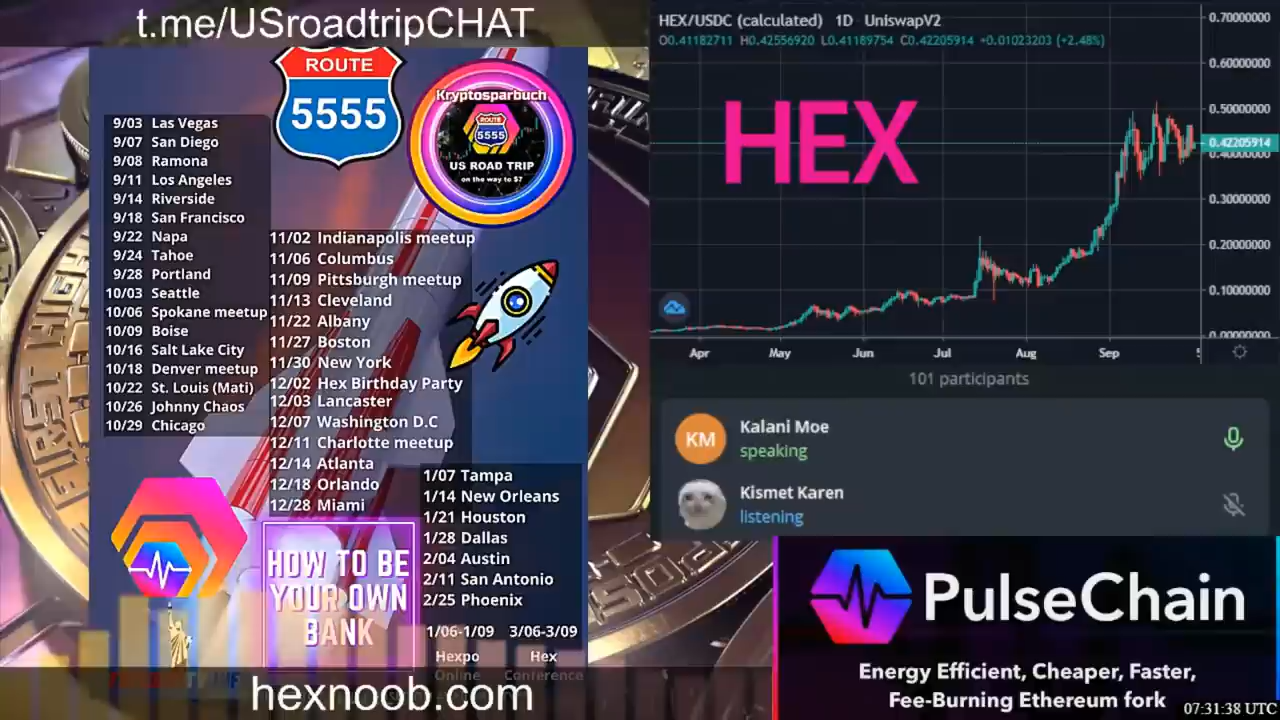 t.me/USroadtripCHAT
ROUTE
5555
Kryptosparbuch
ROUTE
5555
US ROAD TRIP
on the way to $7
9/03 Las Vegas
9/07 San Diego
9/08 Ramona
9/11 Los Angeles
9/14 Riverside
9/18 San Francisco
9/22 Napa
9/24 Tahoe
9/28 Portland
10/03 Seattle
10/06 Spokane meetup
10/09 Boise
10/16 Salt Lake City
10/18 Denver meetup
10/22 St. Louis (Mati)
10/26 Johnny Chaos
10/29 Chicago
11/02 Indianapolis meetup
11/06 Columbus
11/09 Pittsburgh meetup
11/13 Cleveland
11/22 Albany
11/27 Boston
11/30 New York
12/02 Hex Birthday Party
12/03 Lancaster
12/07 Washington D.C
12/11 Charlotte meetup
12/14 Atlanta
12/18 Orlando
12/28 Miami
1/07 Tampa
1/14 New Orleans
1/21 Houston
1/28 Dallas
2/04 Austin
2/11 San Antonio
2/25 Phoenix
1/06-1/09 3/06-3/09
Hexpo Hex
Online Conference
HOW TO BE
YOUR OWN
BANK
FIRST HIGH
hexnoob.com
HEX/USDC (calculated) 1D UniswapV2
O0.41182711 H0.42556920 L0.41189754 C0.42205914 +0.01023203 (+2.48%)
HEX
0.70000000
0.60000000
0.50000000
0.42205914
0.40000000
0.30000000
0.20000000
0.10000000
0.00000000
Apr May Jun Jul Aug Sep
101 participants
KM
Kalani Moe
speaking
Kismet Karen
listening
PulseChain
Energy Efficient, Cheaper, Faster,
Fee-Burning Ethereum fork
07:31:38 UTC